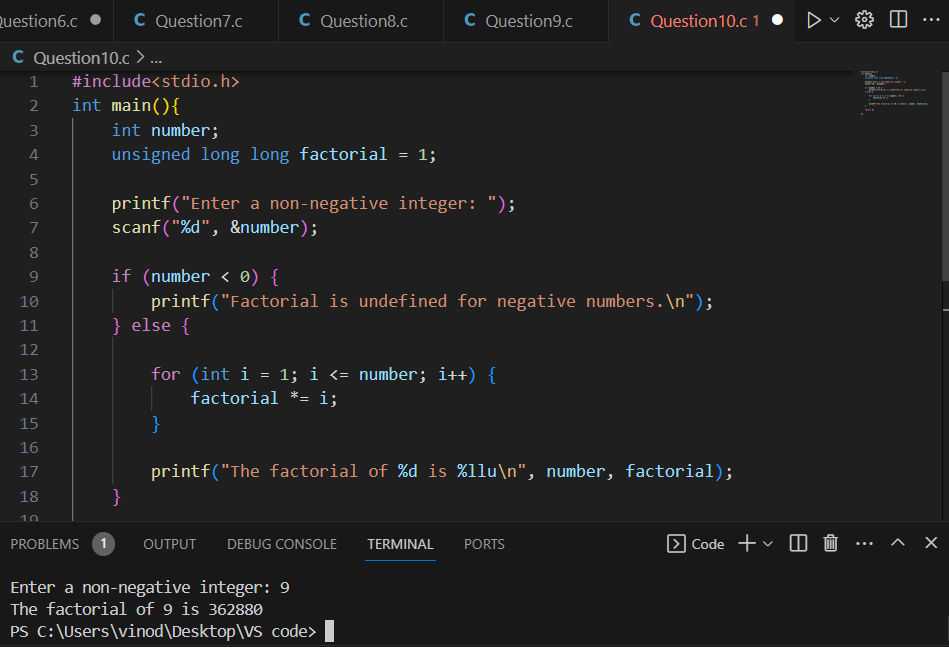 uestion6.c ● C Question7.c C Question8.c C Question9.c C Question10.c 1 ●
C Question10.c > ...
1 #include<stdio.h>
2 int main(){
3     int number;
4     unsigned long long factorial = 1;
5
6     printf("Enter a non-negative integer: ");
7     scanf("%d", &number);
8
9     if (number < 0) {
10         printf("Factorial is undefined for negative numbers.\n");
11     } else {
12
13         for (int i = 1; i <= number; i++) {
14             factorial *= i;
15         }
16
17         printf("The factorial of %d is %llu\n", number, factorial);
18     }
19
PROBLEMS 1 OUTPUT DEBUG CONSOLE TERMINAL PORTS Code
Enter a non-negative integer: 9
The factorial of 9 is 362880
PS C:\Users\vinod\Desktop\VS code>